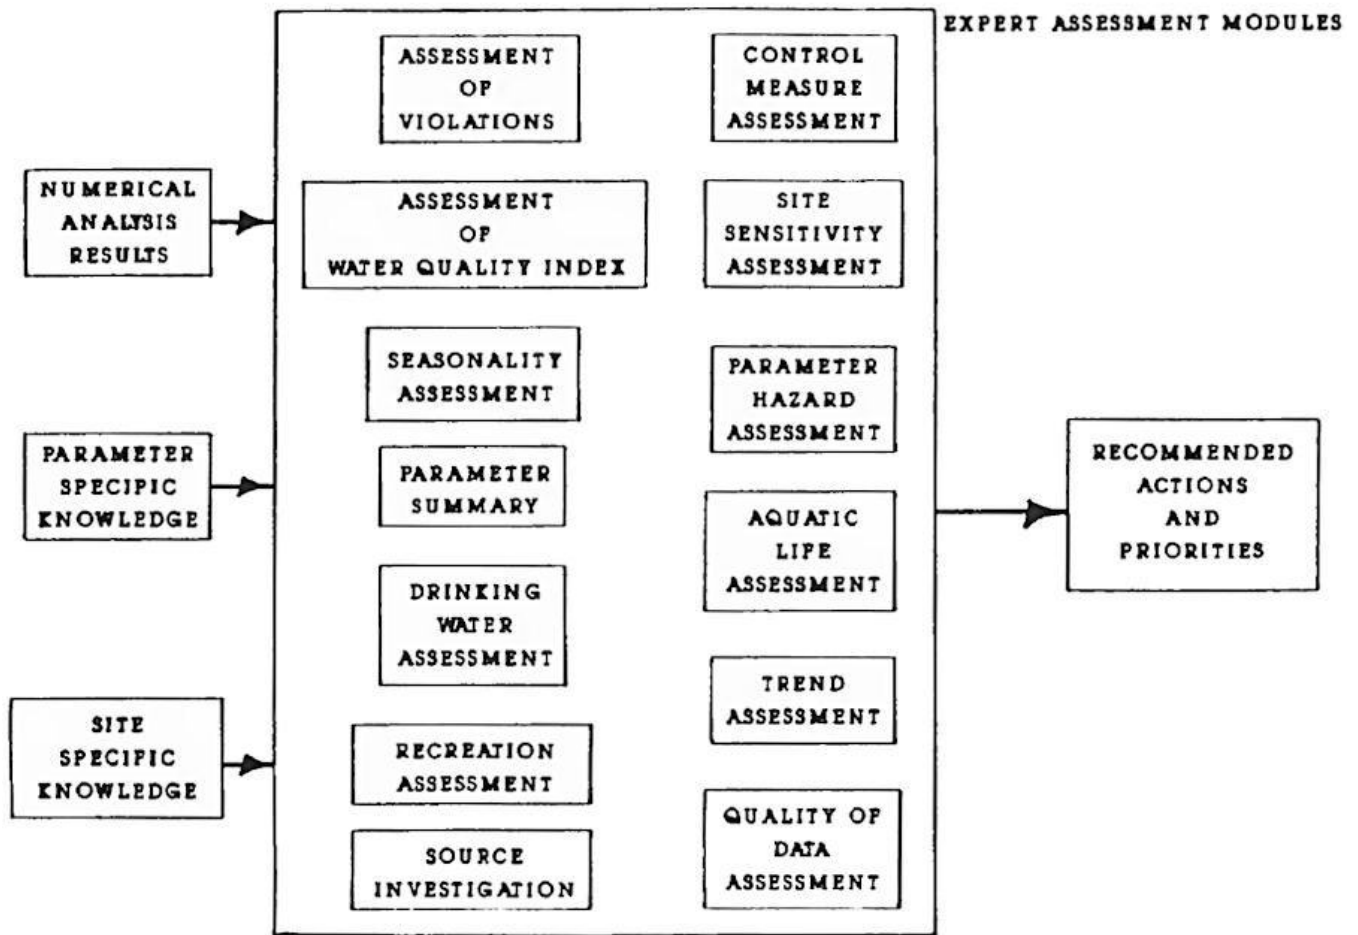 EXPERT ASSESSMENT MODULES
NUMERICAL
ANALYSIS
RESULTS
PARAMETER
SPECIFIC
KNOWLEDGE
SITE
SPECIFIC
KNOWLEDGE
ASSESSMENT
OF
VIOLATIONS
ASSESSMENT
OF
WATER QUALITY INDEX
SEASONALITY
ASSESSMENT
PARAMETER
SUMMARY
DRINKING
WATER
ASSESSMENT
RECREATION
ASSESSMENT
SOURCE
INVESTIGATION
CONTROL
MEASURE
ASSESSMENT
SITE
SENSITIVITY
ASSESSMENT
PARAMETER
HAZARD
ASSESSMENT
AQUATIC
LIFE
ASSESSMENT
TREND
ASSESSMENT
QUALITY OF
DATA
ASSESSMENT
RECOMMENDED
ACTIONS
AND
PRIORITIES